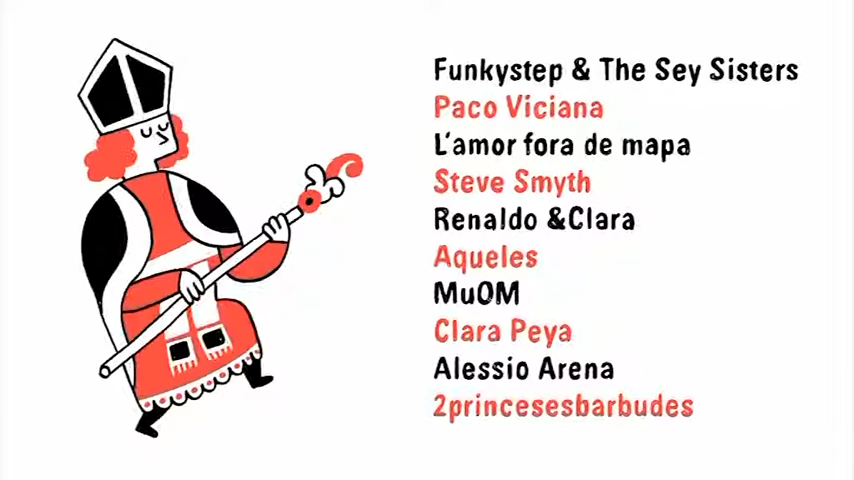 Funkystep & The Sey Sisters
Paco Viciana
L'amor fora de mapa
Steve Smyth
Renaldo &Clara
Aqueles
MuOM
Clara Peya
Alessio Arena
2princesesbarbudes